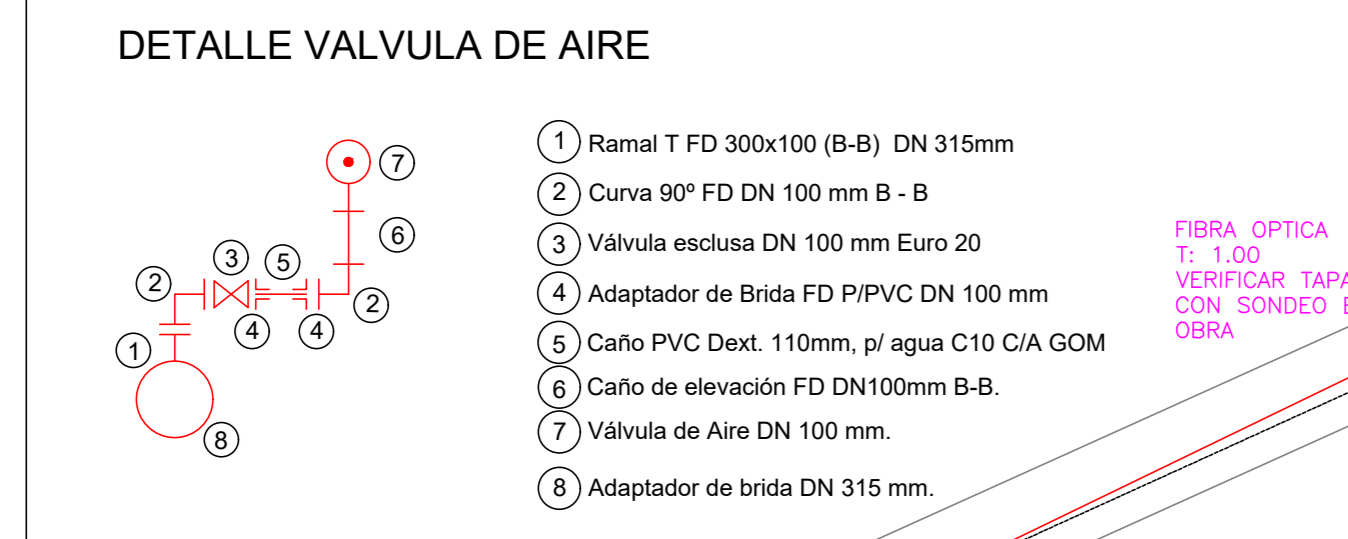 DETALLE VALVULA DE AIRE
1 Ramal T FD 300x100 (B-B) DN 315mm
2 Curva 90º FD DN 100 mm B - B
3 Válvula esclusa DN 100 mm Euro 20
4 Adaptador de Brida FD P/PVC DN 100 mm
5 Caño PVC Dext. 110mm, p/ agua C10 C/A GOM
6 Caño de elevación FD DN100mm B-B.
7 Válvula de Aire DN 100 mm.
8 Adaptador de brida DN 315 mm.
7
6
3
5
2
2
4
4
1
8
FIBRA OPTICA
T: 1.00
VERIFICAR TAPA
CON SONDEO
OBRA